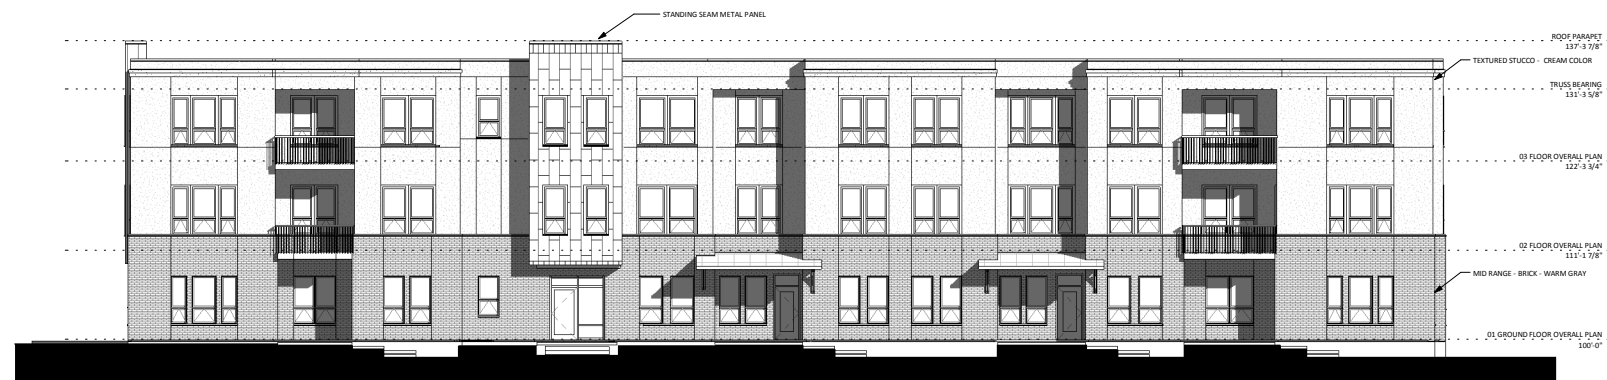 STANDING SEAM METAL PANEL
ROOF PARAPET
137'-3 7/8"
TEXTURED STUCCO - CREAM COLOR
TRUSS BEARING
131'-3 5/8"
03 FLOOR OVERALL PLAN
122'-3 3/4"
02 FLOOR OVERALL PLAN
111'-1 7/8"
MID RANGE - BRICK - WARM GRAY
01 GROUND FLOOR OVERALL PLAN
100'-0"